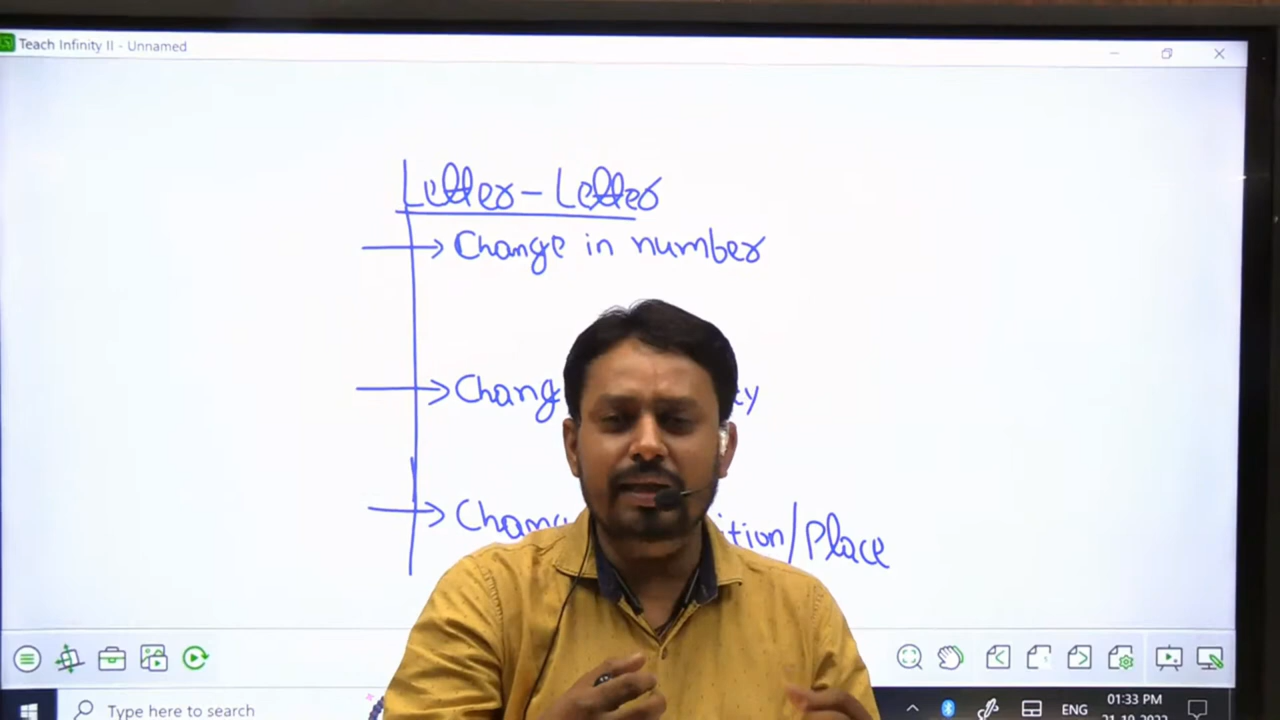 Teach Infinity II - Unnamed
Letter-Letter
→ Change in number
→ Chang
→ Chan ition/Place
Type here to search
ENG
01:33 PM